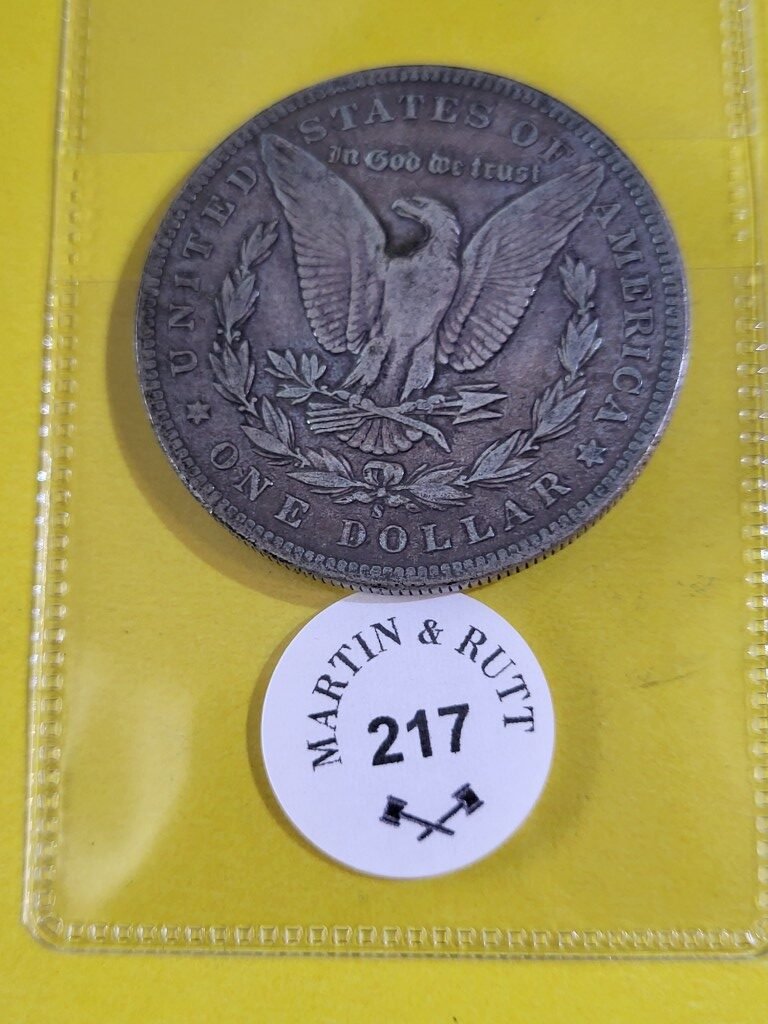 UNITED STATES OF AMERICA
In God we trust
S
ONE DOLLAR
MARTIN & RUTT
217